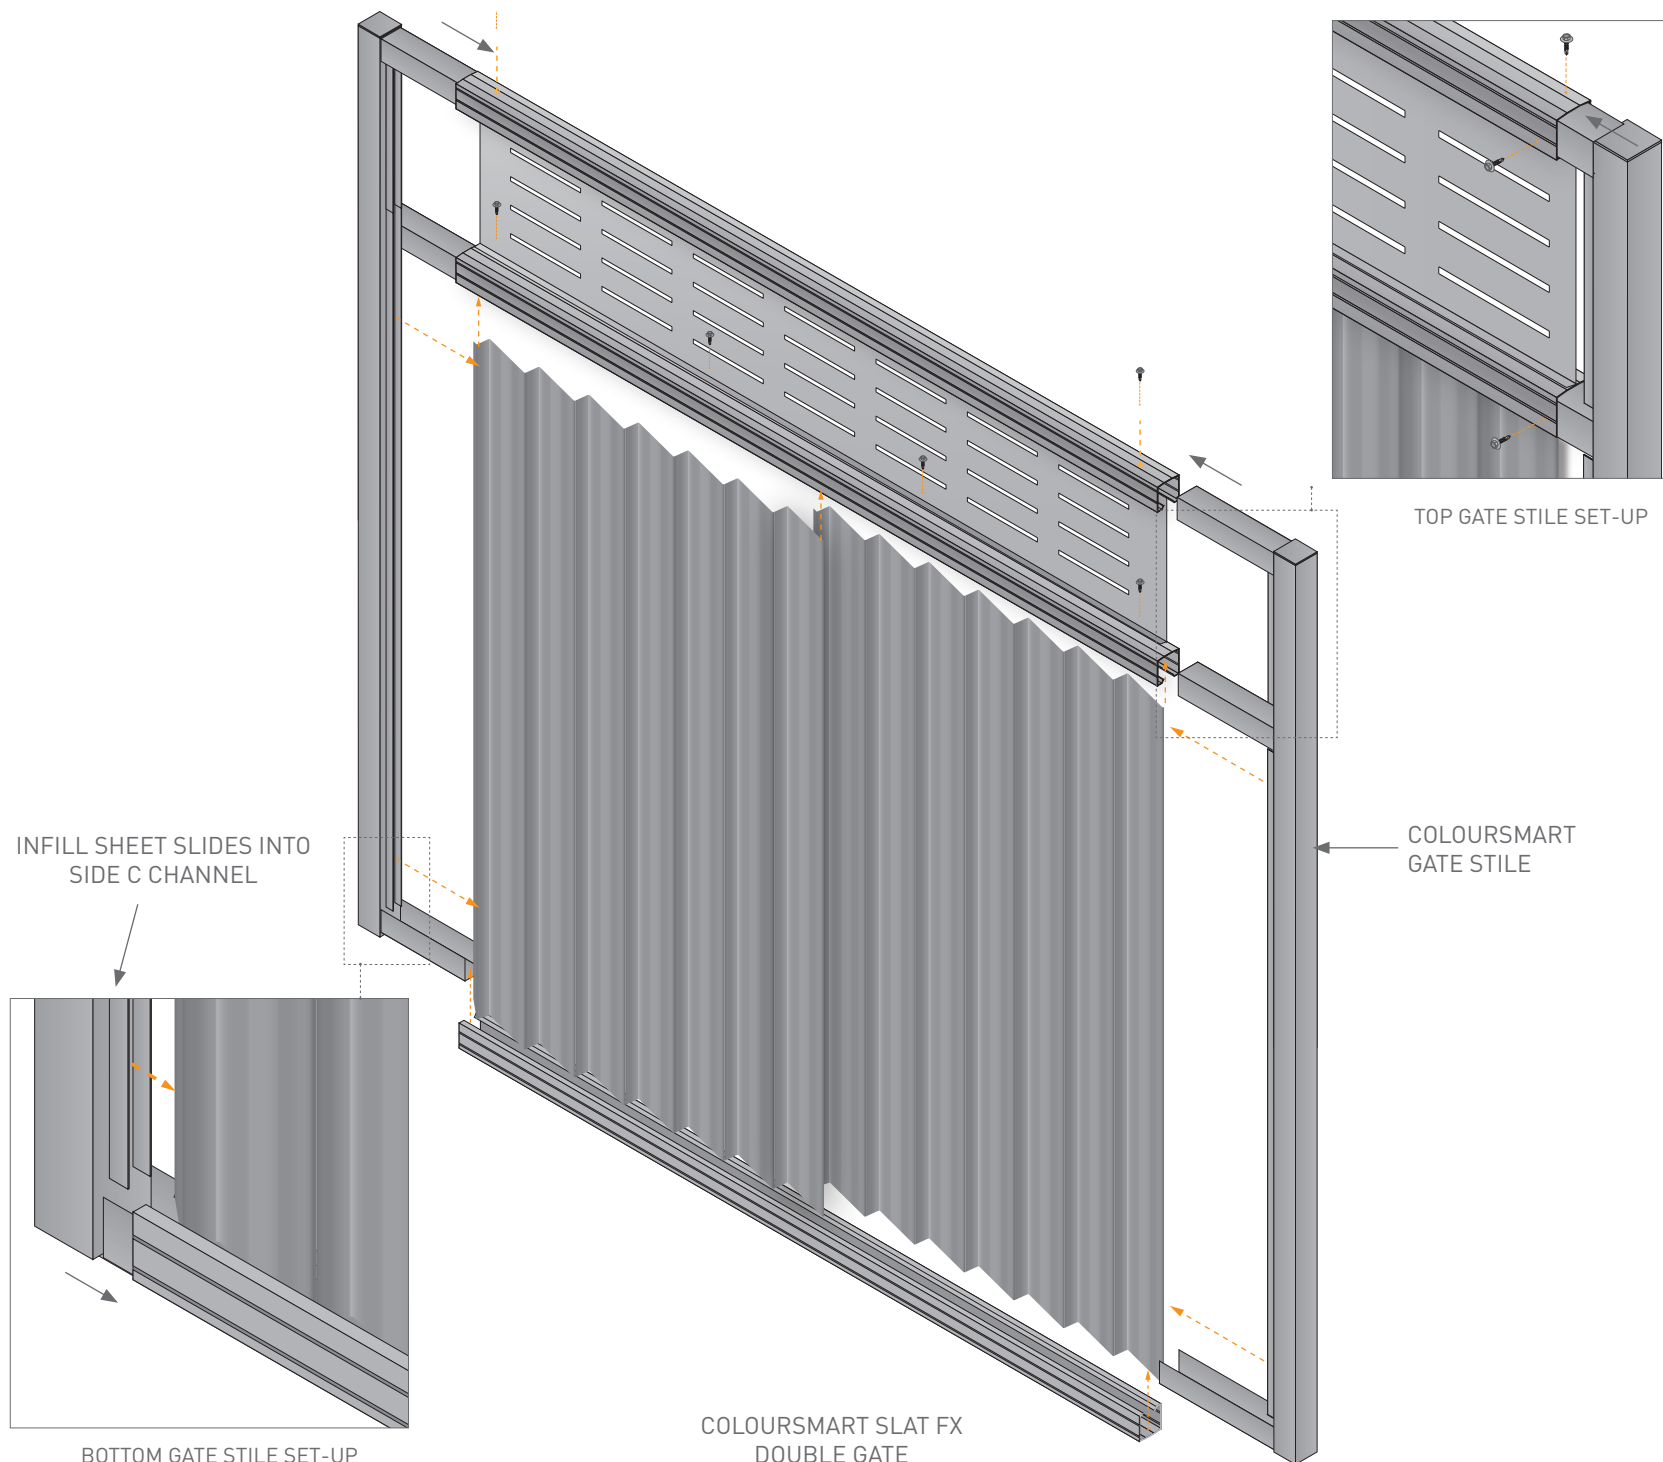 TOP GATE STILE SET-UP
INFILL SHEET SLIDES INTO
SIDE C CHANNEL
COLOURSMART
GATE STILE
COLOURSMART SLAT FX
DOUBLE GATE
BOTTOM GATE STILE SET-UP